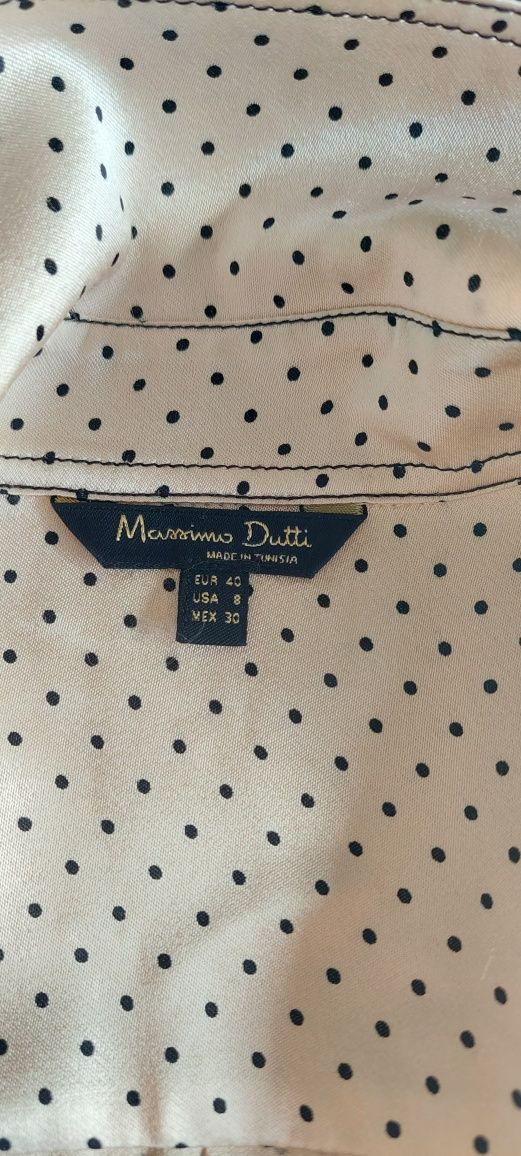 Massimo Dutti
MADE IN TUNISIA
EUR 40
USA 8
MEX 30